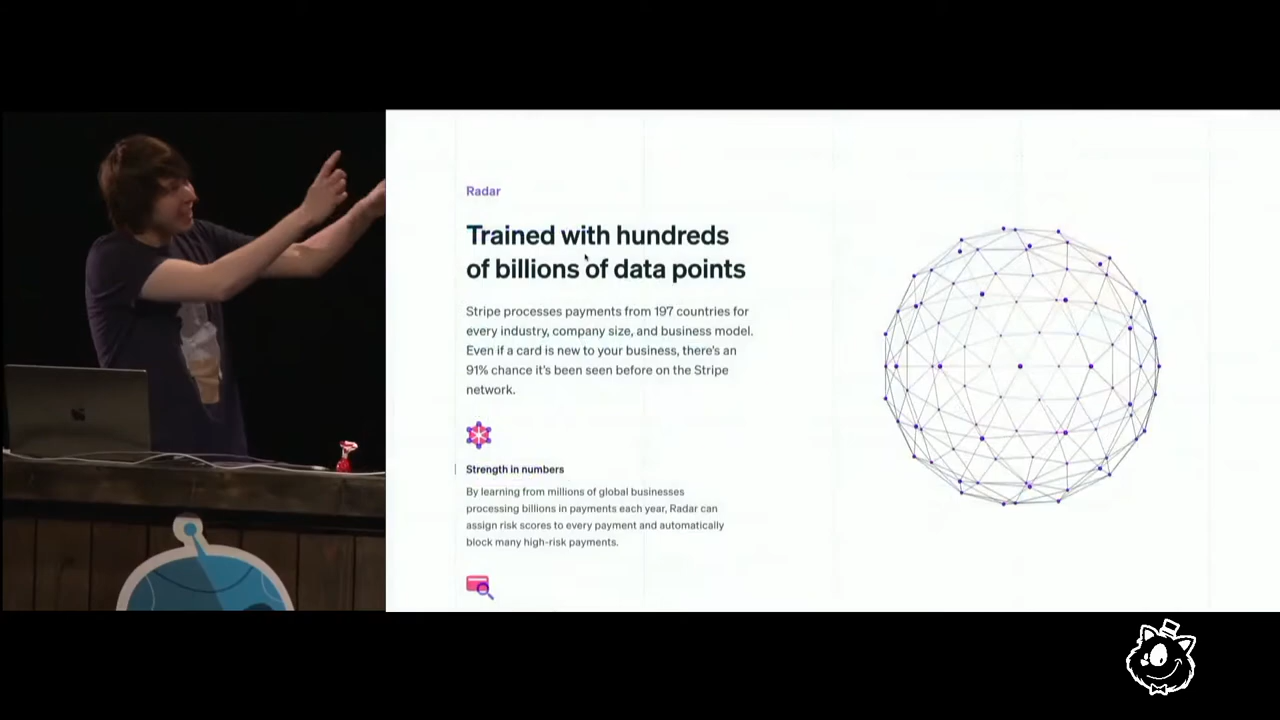 Radar
Trained with hundreds
of billions of data points
Stripe processes payments from 197 countries for
every industry, company size, and business model.
Even if a card is new to your business, there's an
91% chance it's been seen before on the Stripe
network.
Strength in numbers
By learning from millions of global businesses
processing billions in payments each year, Radar can
assign risk scores to every payment and automatically
block many high-risk payments.